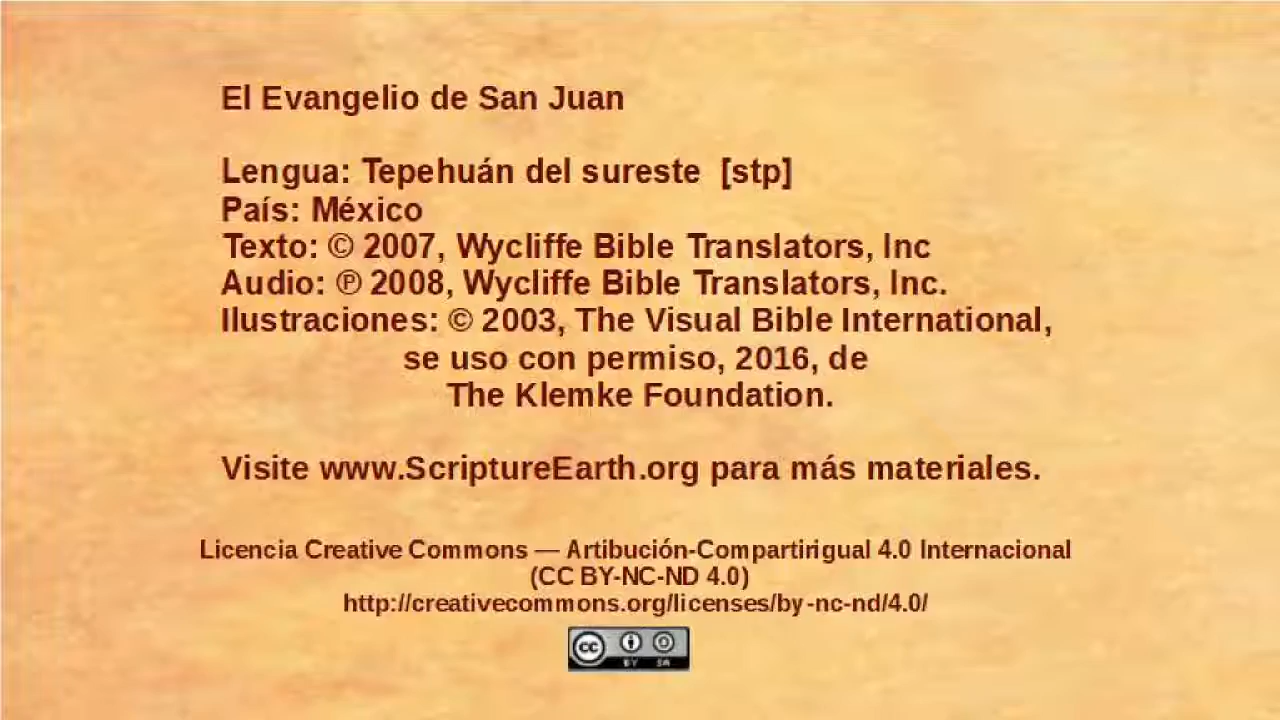 El Evangelio de San Juan
Lengua: Tepehuán del sureste [stp]
País: México
Texto: © 2007, Wycliffe Bible Translators, Inc
Audio: ℗ 2008, Wycliffe Bible Translators, Inc.
Ilustraciones: © 2003, The Visual Bible International,
se uso con permiso, 2016, de
The Klemke Foundation.
Visite www.ScriptureEarth.org para más materiales.
Licencia Creative Commons — Artibución-Compartirigual 4.0 Internacional
(CC BY-NC-ND 4.0)
http://creativecommons.org/licenses/by-nc-nd/4.0/
cc BY SA